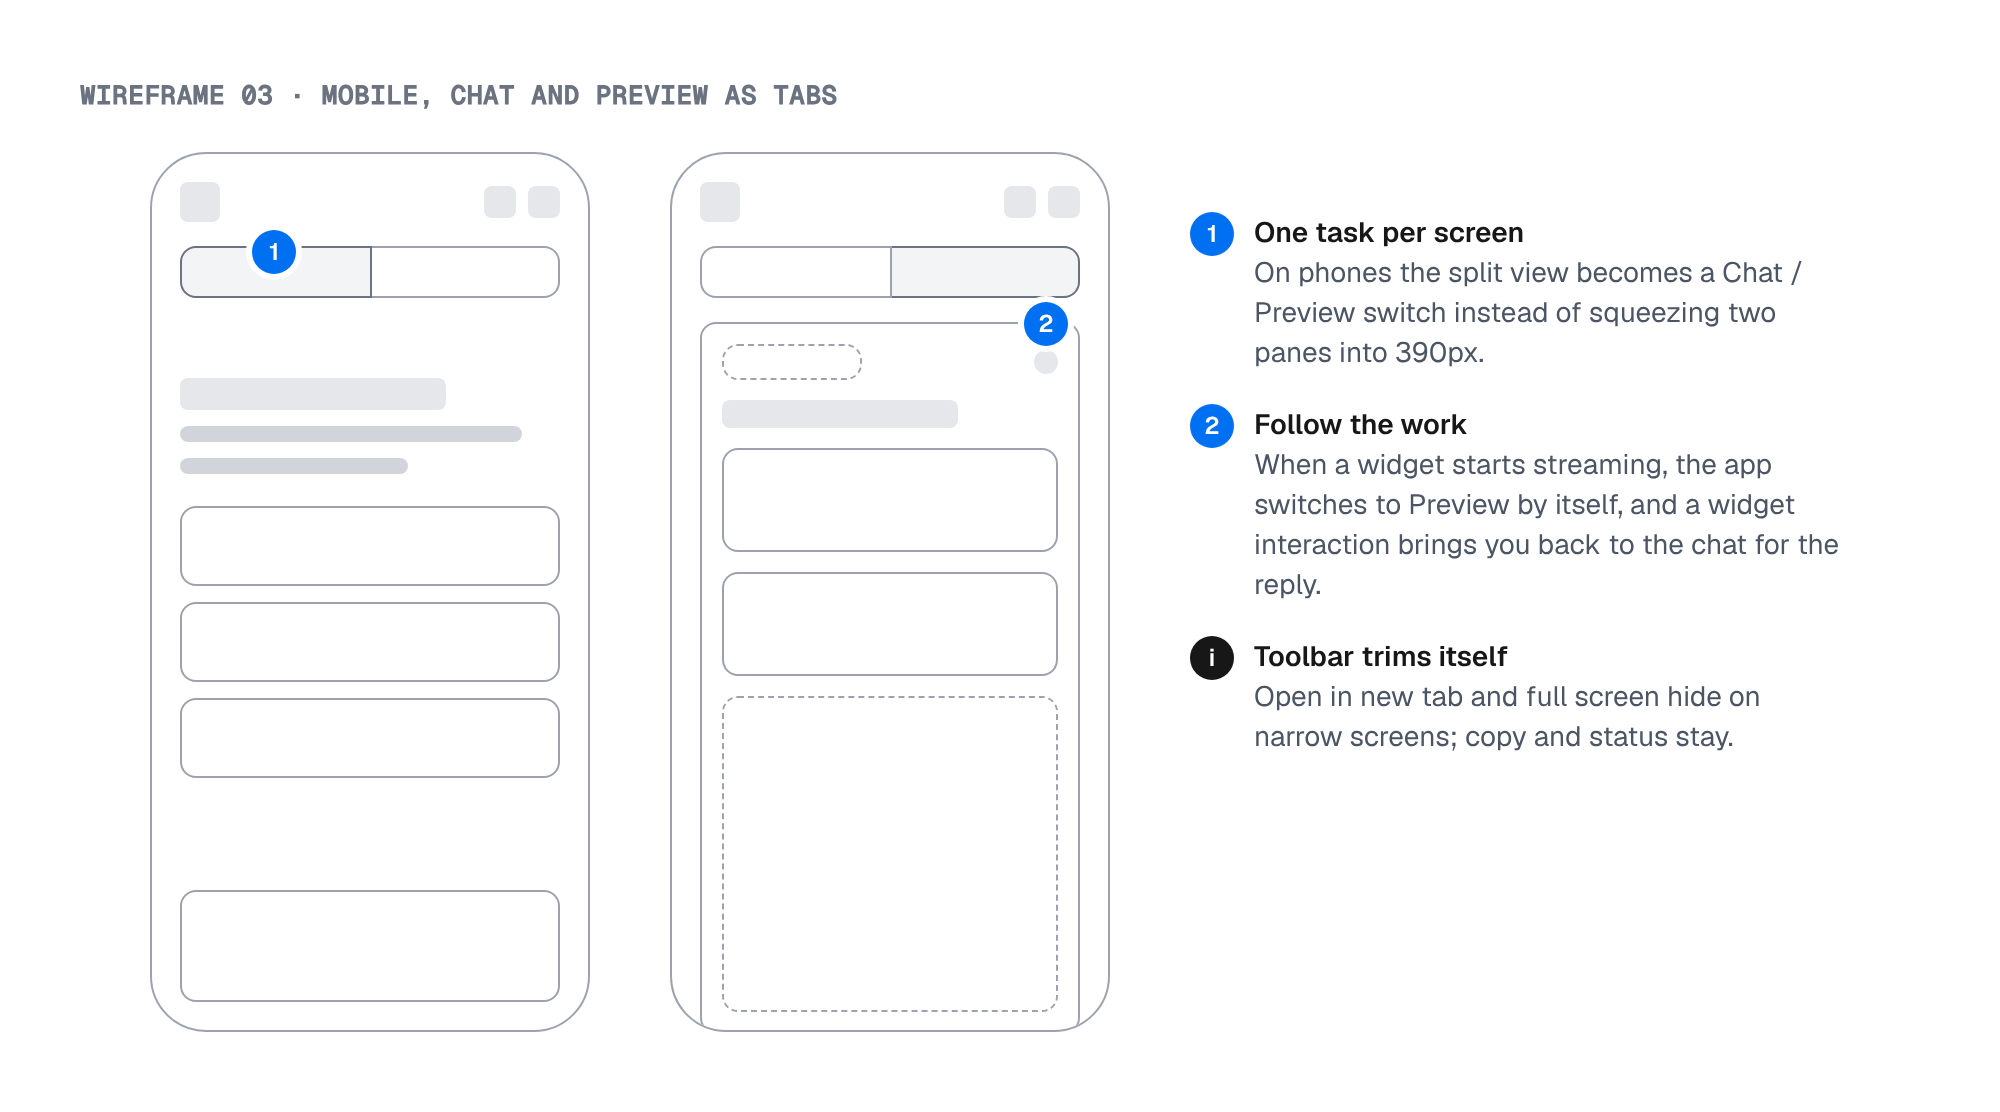 WIREFRAME 03 · MOBILE, CHAT AND PREVIEW AS TABS
1
2
1 One task per screen
On phones the split view becomes a Chat /
Preview switch instead of squeezing two
panes into 390px.
2 Follow the work
When a widget starts streaming, the app
switches to Preview by itself, and a widget
interaction brings you back to the chat for the
reply.
i Toolbar trims itself
Open in new tab and full screen hide on
narrow screens; copy and status stay.